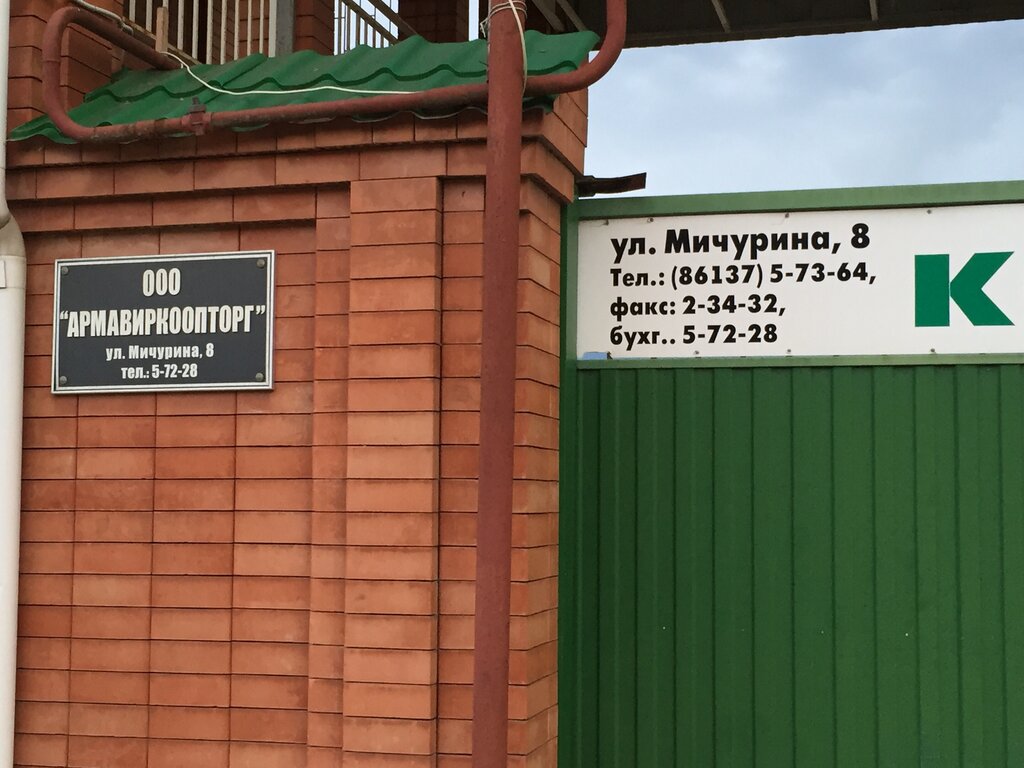 ООО
"АРМАВИРКООПТОРГ"
ул. Мичурина, 8
тел.: 5-72-28
ул. Мичурина, 8
Тел.: (86137) 5-73-64,
факс: 2-34-32,
бухг.. 5-72-28
К